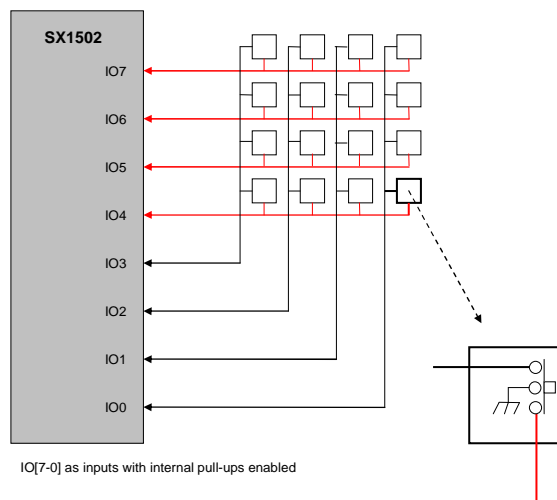 SX1502
IO7
IO6
IO5
IO4
IO3
IO2
IO1
IO0
IO[7-0] as inputs with internal pull-ups enabled